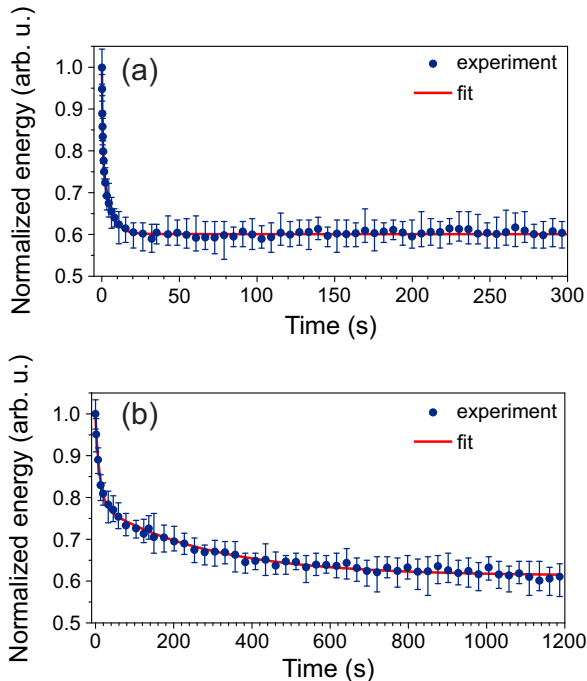 (a)
experiment
fit
Normalized energy (arb. u.)
1.0
0.9
0.8
0.7
0.6
0.5
0 50 100 150 200 250 300
Time (s)
(b)
experiment
fit
Normalized energy (arb. u.)
1.0
0.9
0.8
0.7
0.6
0.5
0 200 400 600 800 1000 1200
Time (s)